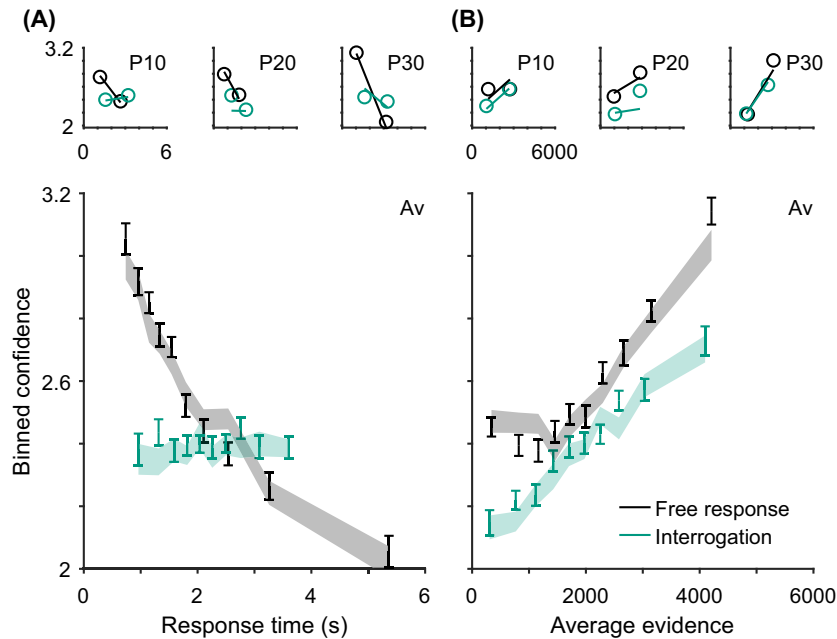 (A)
(B)
3.2
P10
P20
P30
P10
P20
P30
2
0
6
0
6000
3.2
Av
Av
Binned confidence
2.6
Free response
Interrogation
2
0
2
4
6
0
2000
4000
6000
Response time (s)
Average evidence